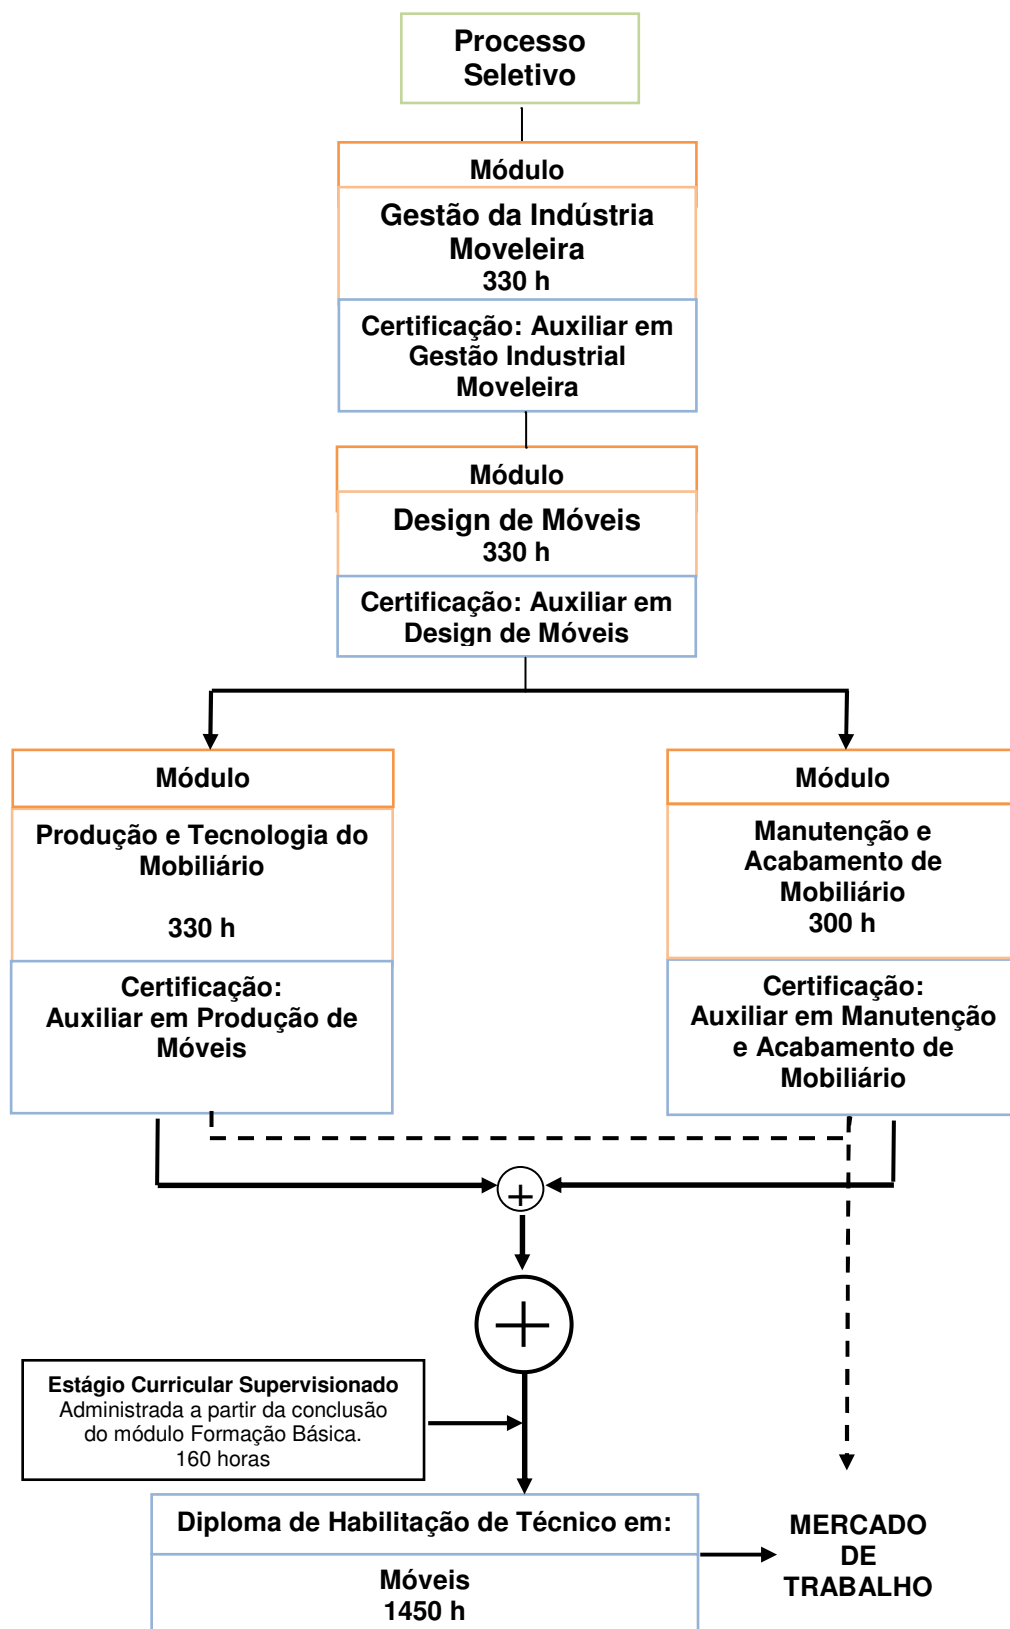 Processo
Seletivo
Módulo
Gestão da Indústria
Moveleira
330 h
Certificação: Auxiliar em
Gestão Industrial
Moveleira
Módulo
Design de Móveis
330 h
Certificação: Auxiliar em
Design de Móveis
Módulo
Produção e Tecnologia do
Mobiliário
330 h
Certificação:
Auxiliar em Produção de
Móveis
Módulo
Manutenção e
Acabamento de
Mobiliário
300 h
Certificação:
Auxiliar em Manutenção
e Acabamento de
Mobiliário
Estágio Curricular Supervisionado
Administrada a partir da conclusão
do módulo Formação Básica.
160 horas
Diploma de Habilitação de Técnico em:
Móveis
1450 h
MERCADO
DE
TRABALHO